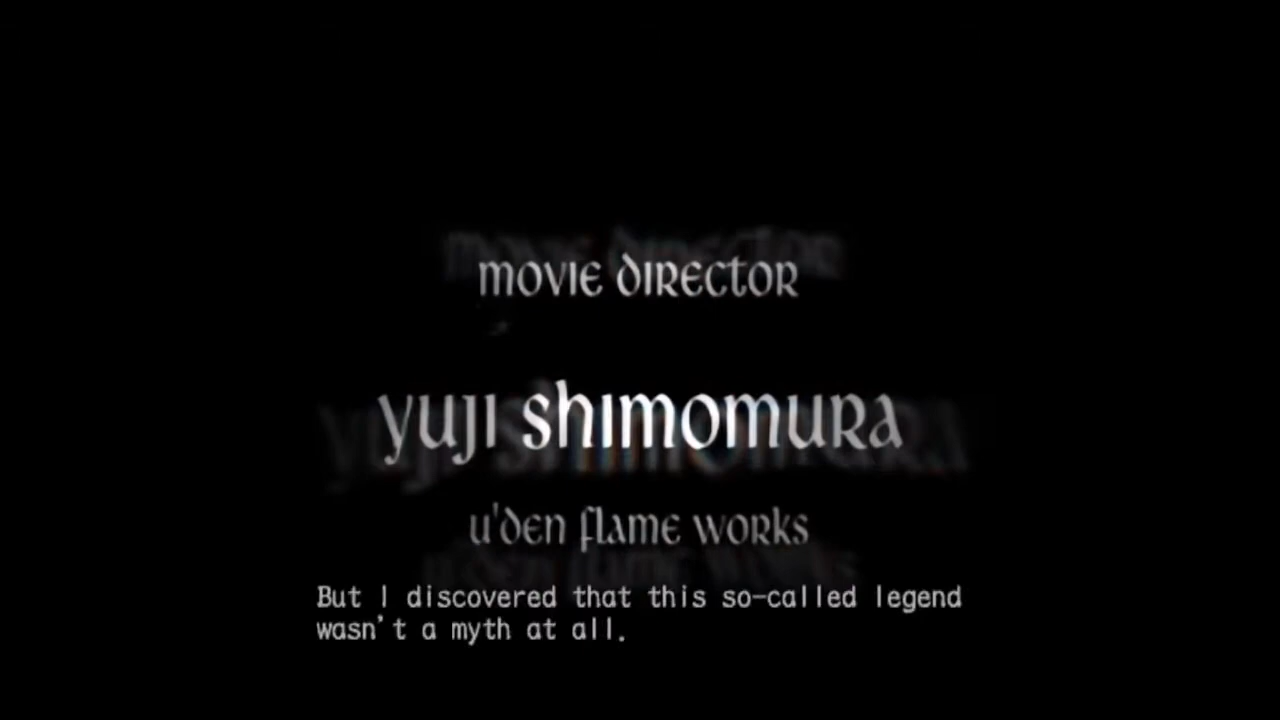 movie director
yuji shimomura
u'den flame works
But I discovered that this so-called legend
wasn't a myth at all.